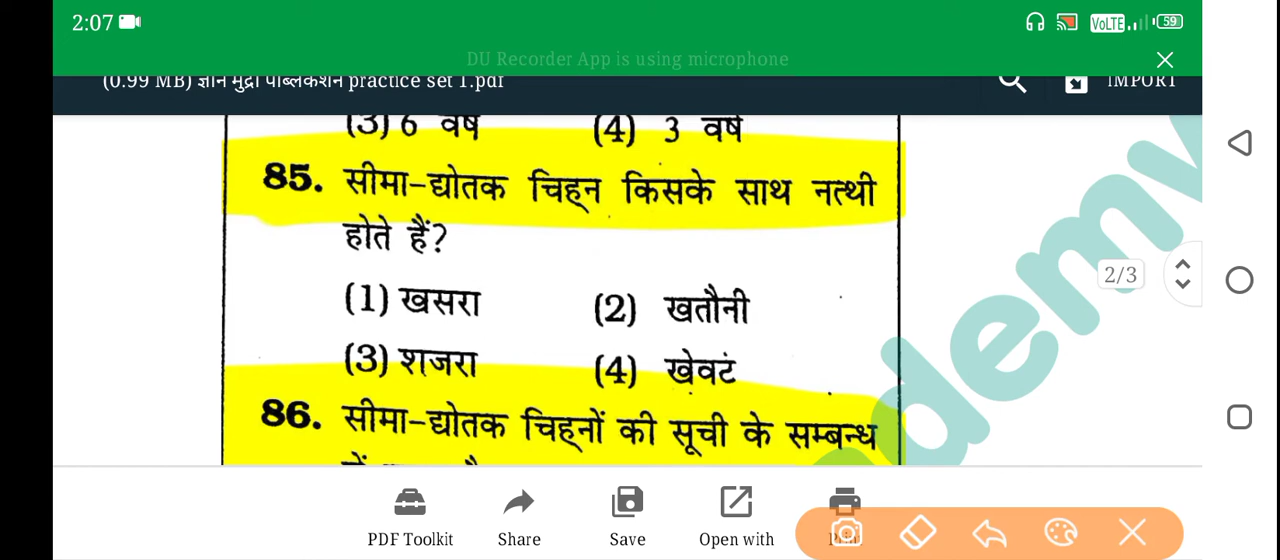 2:07
VoLTE
59
DU Recorder App is using microphone
(0.99 MB) ज्ञान मुद्रा पब्लिकेशन practice set 1.pdf
IMPORT
(3) 6 वर्ष (4) 3 वर्ष
85. सीमा-द्योतक चिह्न किसके साथ नत्थी
होते हैं?
(1) खसरा (2) खतौनी
(3) शजरा (4) खेवट
2/3
86. सीमा-द्योतक चिह्नों की सूची के सम्बन्ध
PDF Toolkit
Share
Save
Open with